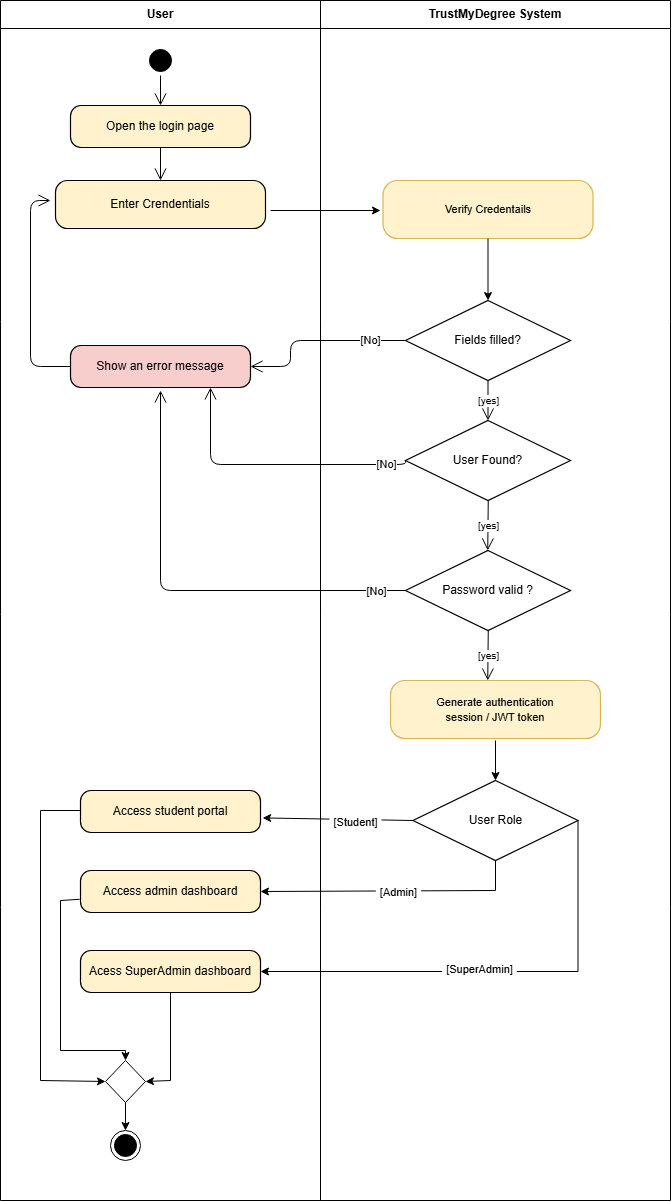 User
TrustMyDegree System
Open the login page
Enter Crendentials
Verify Credentails
Fields filled?
[No]
Show an error message
[yes]
User Found?
[No]
[yes]
Password valid ?
[No]
[yes]
Generate authentication
session / JWT token
Access student portal
[Student]
User Role
Access admin dashboard
[Admin]
Acess SuperAdmin dashboard
[SuperAdmin]